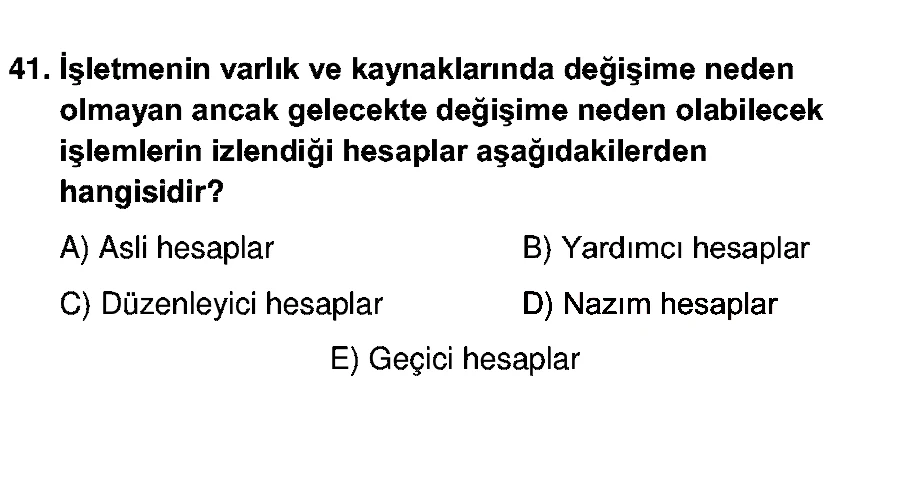 41. İşletmenin varlık ve kaynaklarında değişime neden
olmayan ancak gelecekte değişime neden olabilecek
işlemlerin izlendiği hesaplar aşağıdakilerden
hangisidir?
A) Asli hesaplar B) Yardımcı hesaplar
C) Düzenleyici hesaplar D) Nazım hesaplar
E) Geçici hesaplar